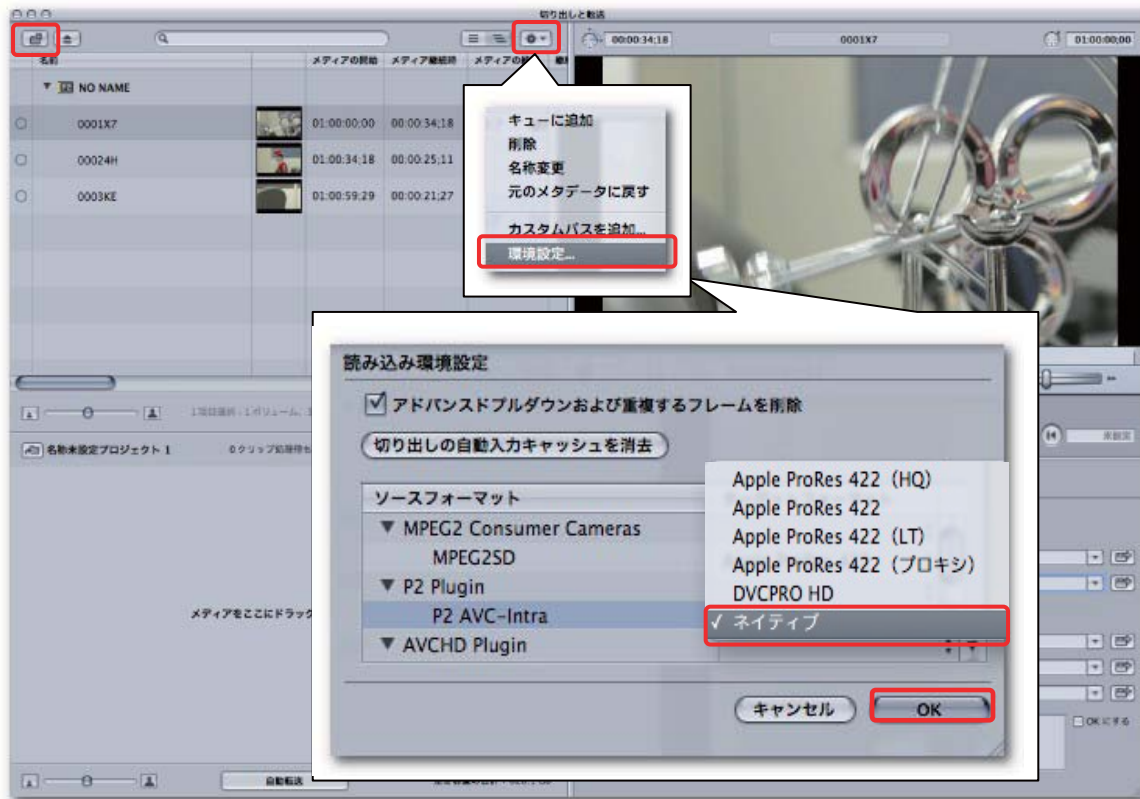 切り出しと転送
00:00:34;18
0001X7
01:00:00;00
名前
メディアの開始
メディア継続時
NO NAME
0001X7
01:00:00;00
00:00:34;18
00024H
01:00:34;18
00:00:25;11
0003KE
01:00:59;29
00:00:21;27
キューに追加
削除
名称変更
元のメタデータに戻す
カスタムパスを追加...
環境設定...
読み込み環境設定
アドバンスドプルダウンおよび重複するフレームを削除
切り出しの自動入力キャッシュを消去
ソースフォーマット
MPEG2 Consumer Cameras
MPEG2SD
P2 Plugin
P2 AVC-Intra
AVCHD Plugin
Apple ProRes 422（HQ）
Apple ProRes 422
Apple ProRes 422（LT）
Apple ProRes 422（プロキシ）
DVCPRO HD
✓ ネイティブ
キャンセル
OK
名称未設定プロジェクト 1
メディアをここにドラッグ
未設定
OKにする
自動転送